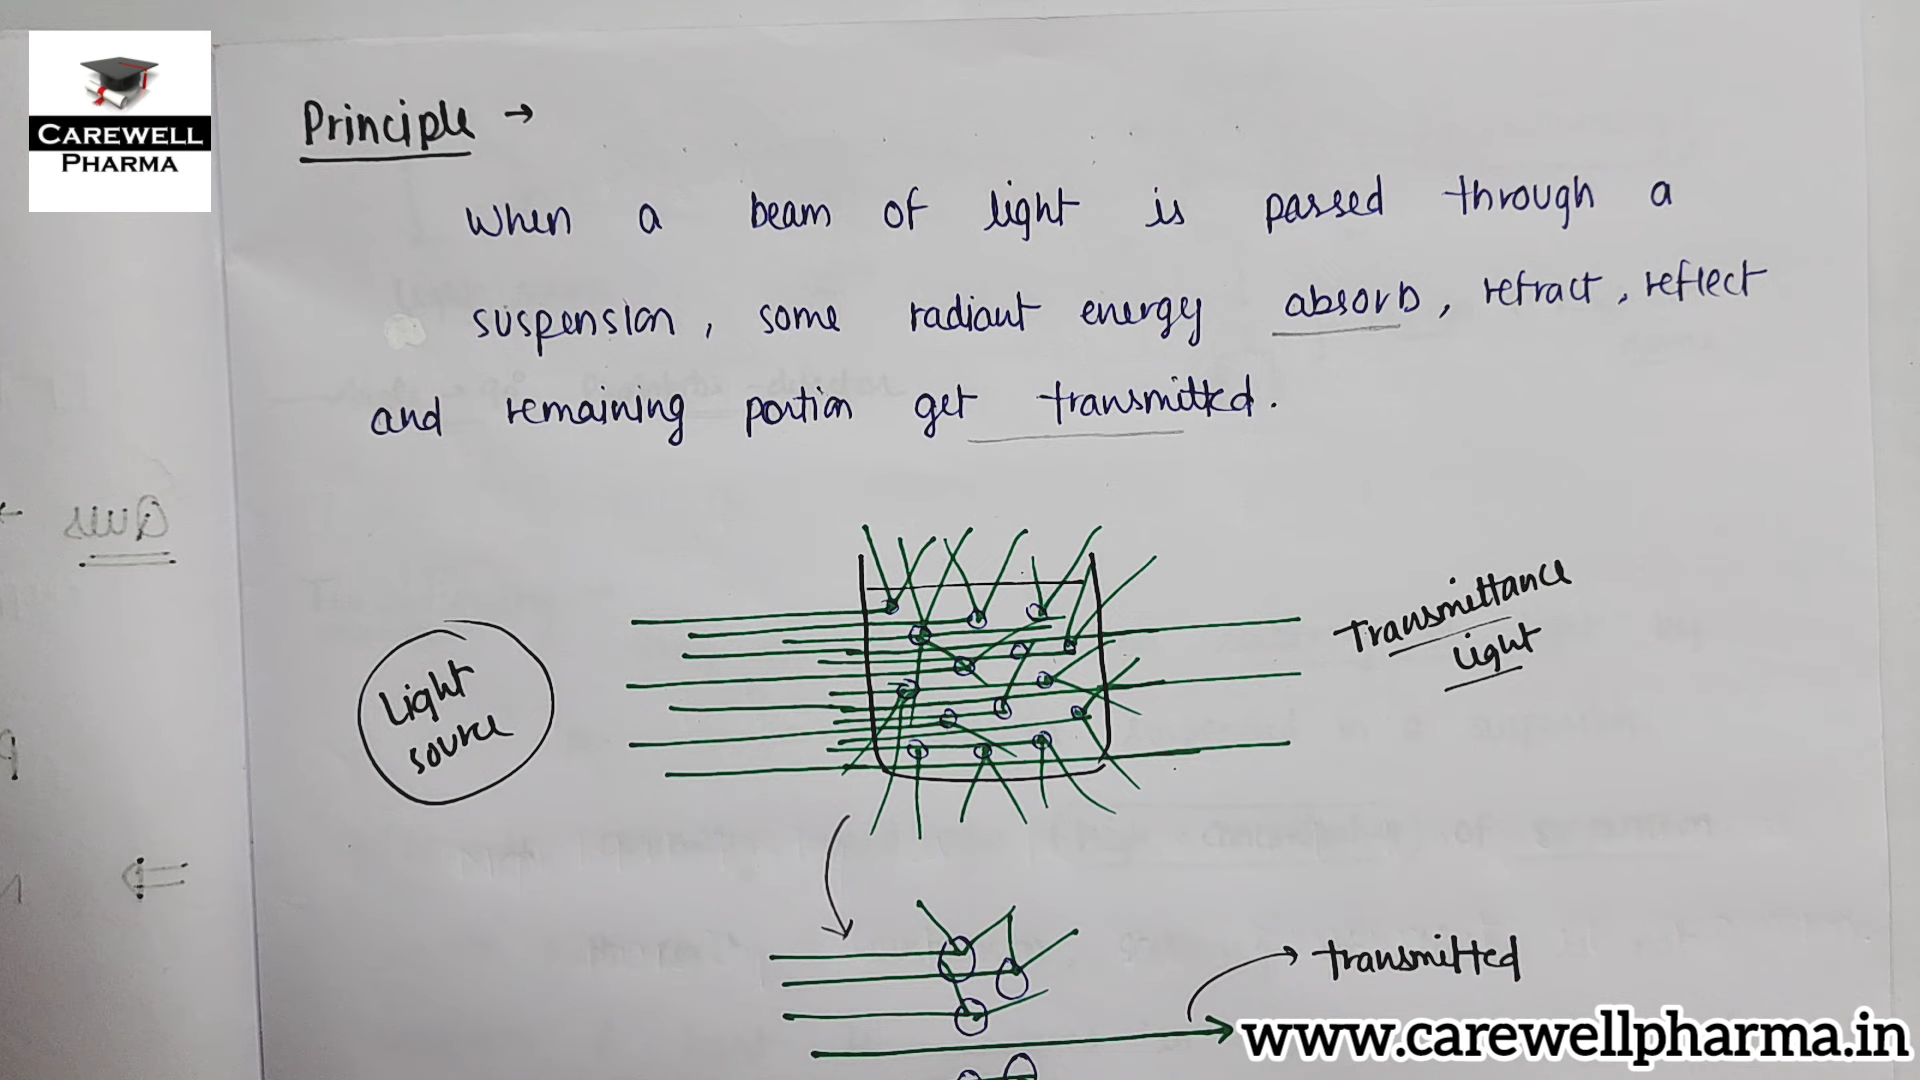 CAREWELL
PHARMA
Principle →
When a beam of light is passed through a
suspension, some radiant energy absorb, refract, reflect
and remaining portion get transmitted.
Light
source
Transmittance
Light
transmitted
www.carewellpharma.in